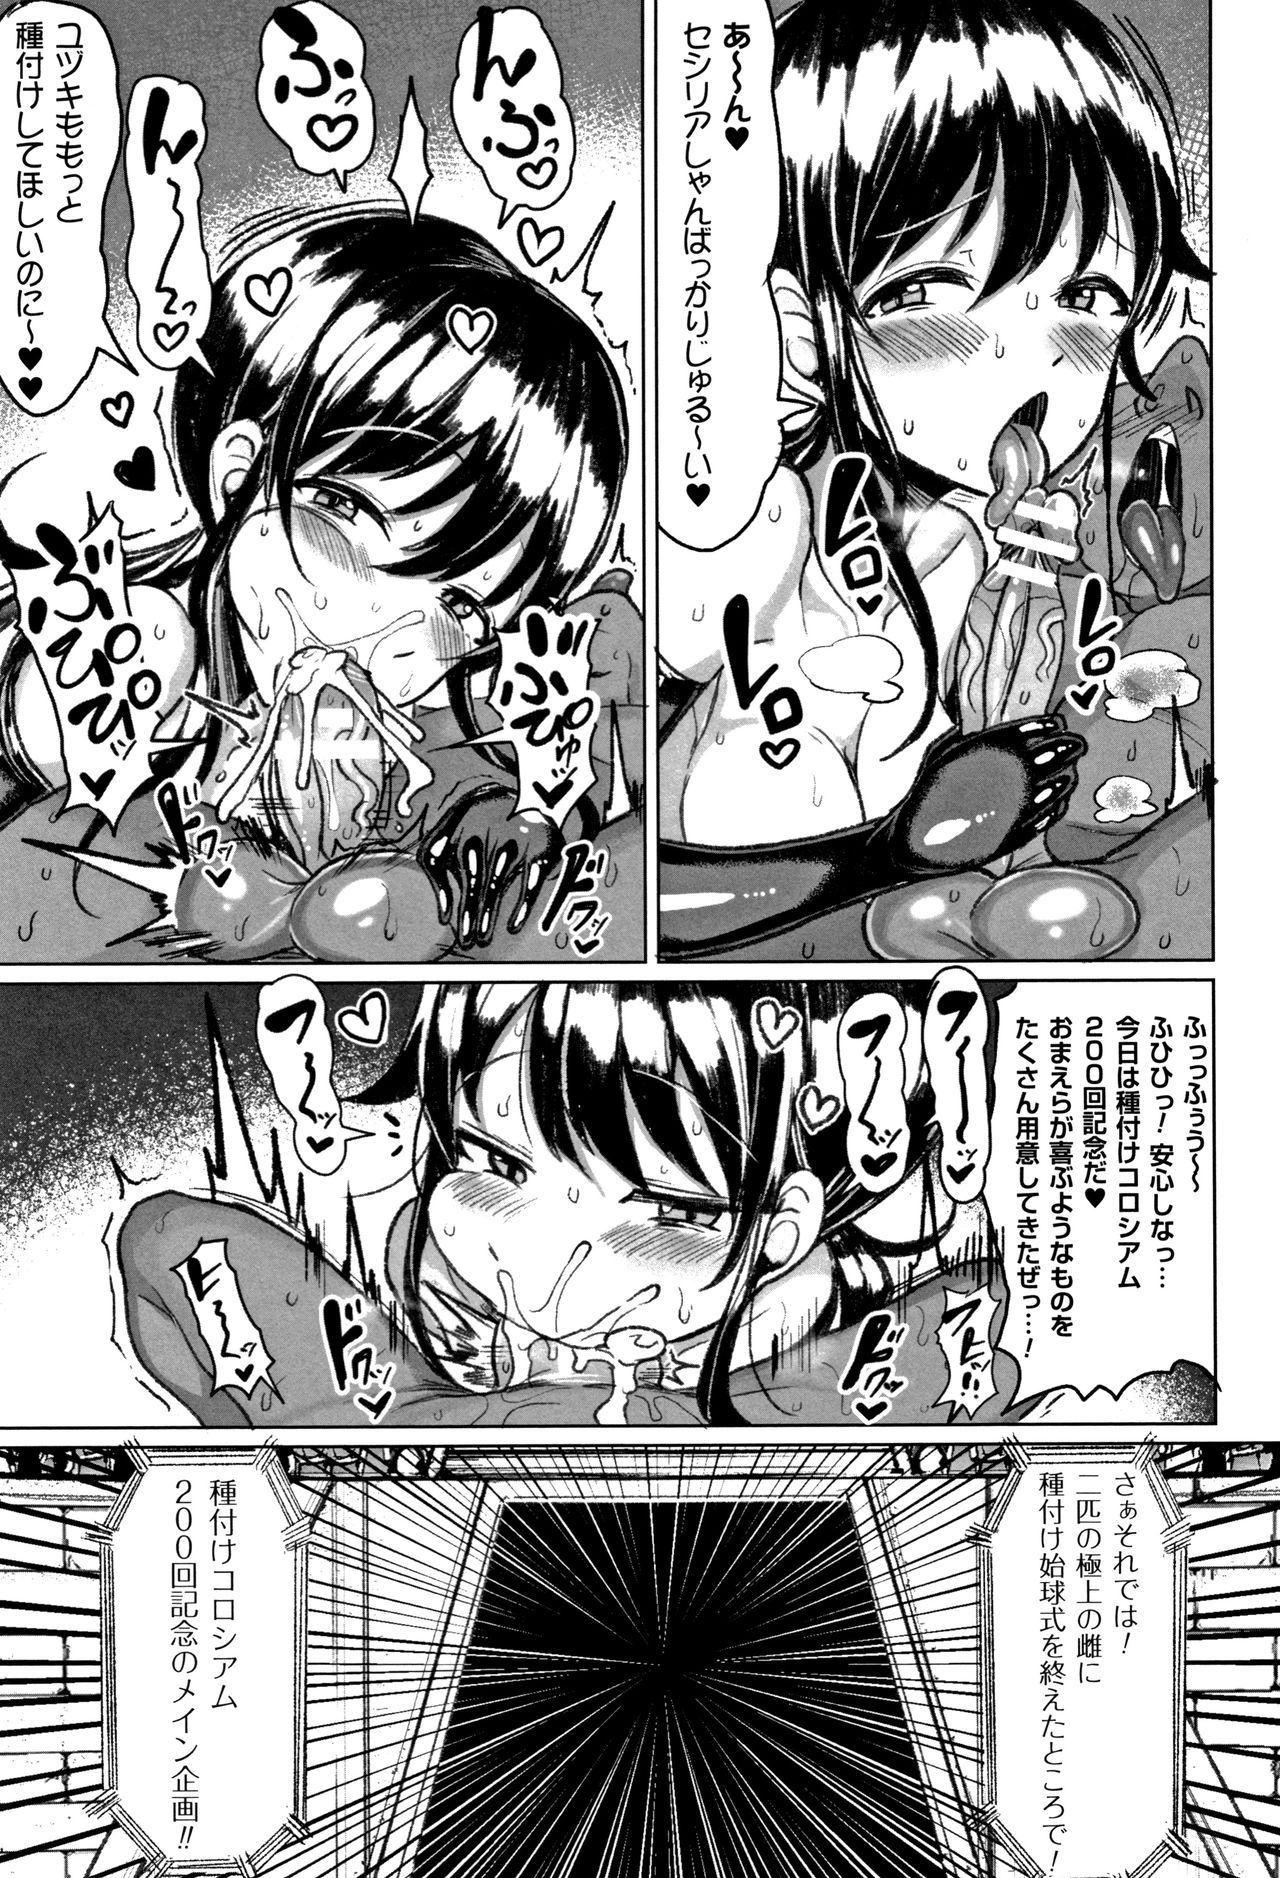 あ～～ん♥
セシリアしゃんばっかりじゅる～い♥
レロ♥
レロ♥
レロ♥
んふっ♡
ふっ♡
ん～～っ♡
ユヅキももっと
種付けしてほしいのに～♥♥
ぶぴゅッ♡
ぶぴぴッ♡
ドクッ♡
ドクッ♡
ふっっふぅう～
ふひひっ！安心しなっ…
今日は種付けコロシアム
200回記念だ♥
おまえらが喜ぶようなものを
たくさん用意してきたぜっ…！
フ～～♡
フ～～♡
フ～～♡
ドクッ♡
ドクッ♡
さぁそれでは！
二匹の極上の雌に
種付け始球式を終えたところで！
種付けコロシアム
200回記念のメイン企画!!